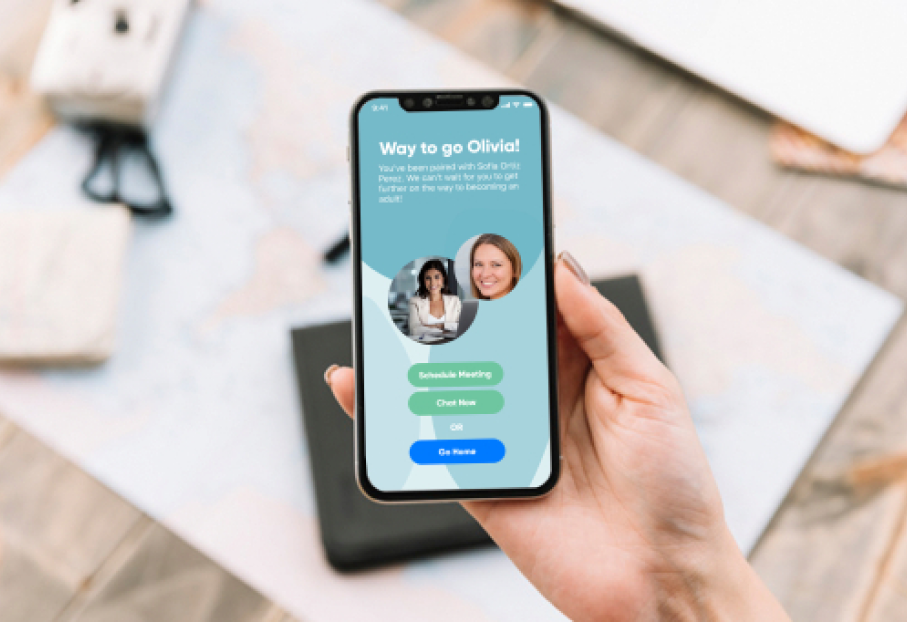 9:41
Way to go Olivia!
You've been paired with Sofia Ortiz
Perez. We can't wait for you to get
further on the way to becoming an
adult!
Schedule Meeting
Chat Now
OR
Go Home